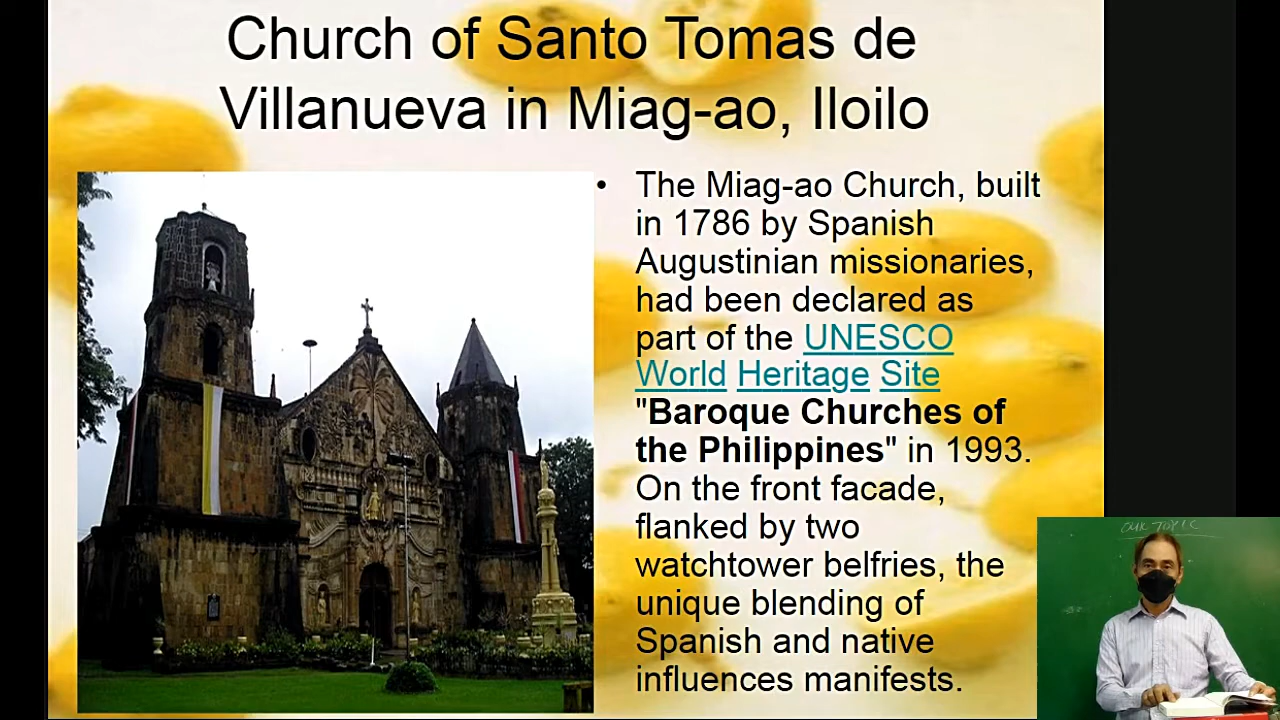 Church of Santo Tomas de
Villanueva in Miag-ao, Iloilo
• The Miag-ao Church, built
in 1786 by Spanish
Augustinian missionaries,
had been declared as
part of the UNESCO
World Heritage Site
"Baroque Churches of
the Philippines" in 1993.
On the front facade,
flanked by two
watchtower belfries, the
unique blending of
Spanish and native
influences manifests.
OUR TOPIC